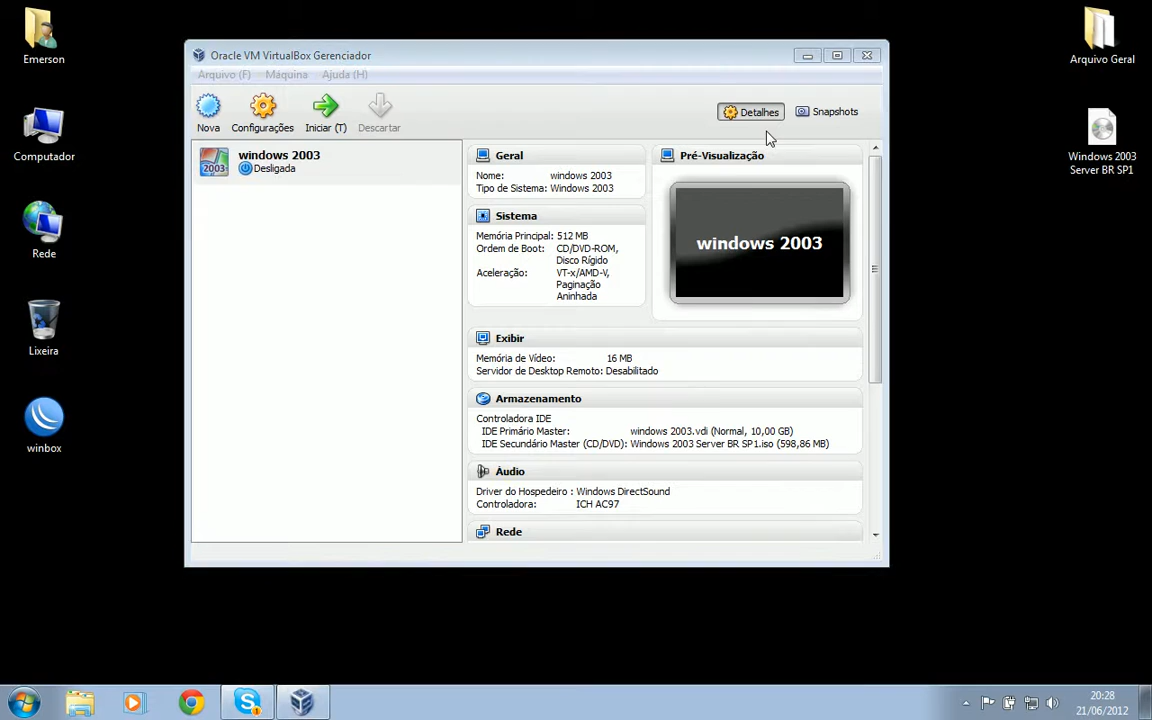 Emerson
Computador
Rede
Lixeira
winbox
Oracle VM VirtualBox Gerenciador
Arquivo (F) Máquina Ajuda (H)
Nova Configurações Iniciar (T) Descartar
Detalhes Snapshots
2003
windows 2003
Desligada
Geral
Nome: windows 2003
Tipo de Sistema: Windows 2003
Sistema
Memória Principal: 512 MB
Ordem de Boot: CD/DVD-ROM,
Disco Rígido
Aceleração: VT-x/AMD-V,
Paginação
Aninhada
Pré-Visualização
windows 2003
Exibir
Memória de Vídeo: 16 MB
Servidor de Desktop Remoto: Desabilitado
Armazenamento
Controladora IDE
IDE Primário Master: windows 2003.vdi (Normal, 10,00 GB)
IDE Secundário Master (CD/DVD): Windows 2003 Server BR SP1.iso (598,86 MB)
Áudio
Driver do Hospedeiro : Windows DirectSound
Controladora: ICH AC97
Rede
Arquivo Geral
Windows 2003
Server BR SP1
20:28
21/06/2012